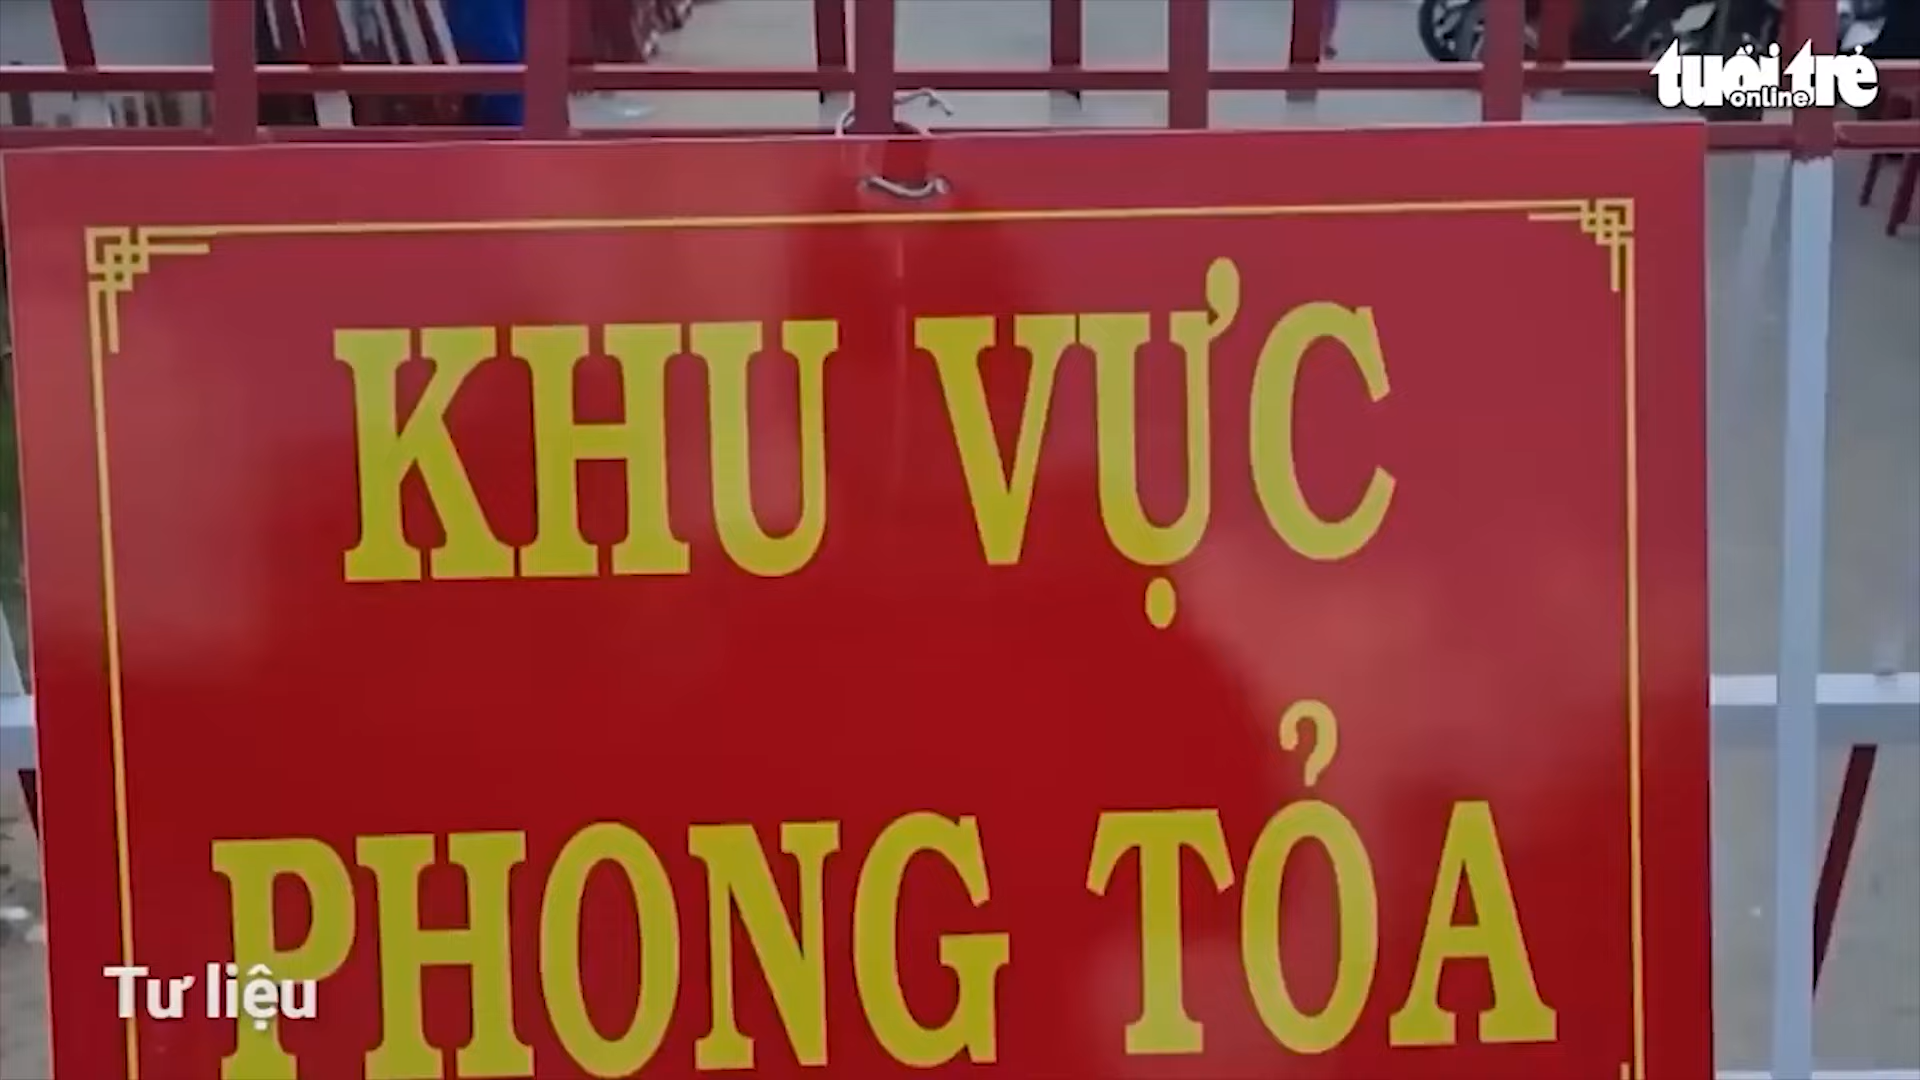 tuổi trẻ
online
KHU VỰC
PHONG TỎA
Tư liệu